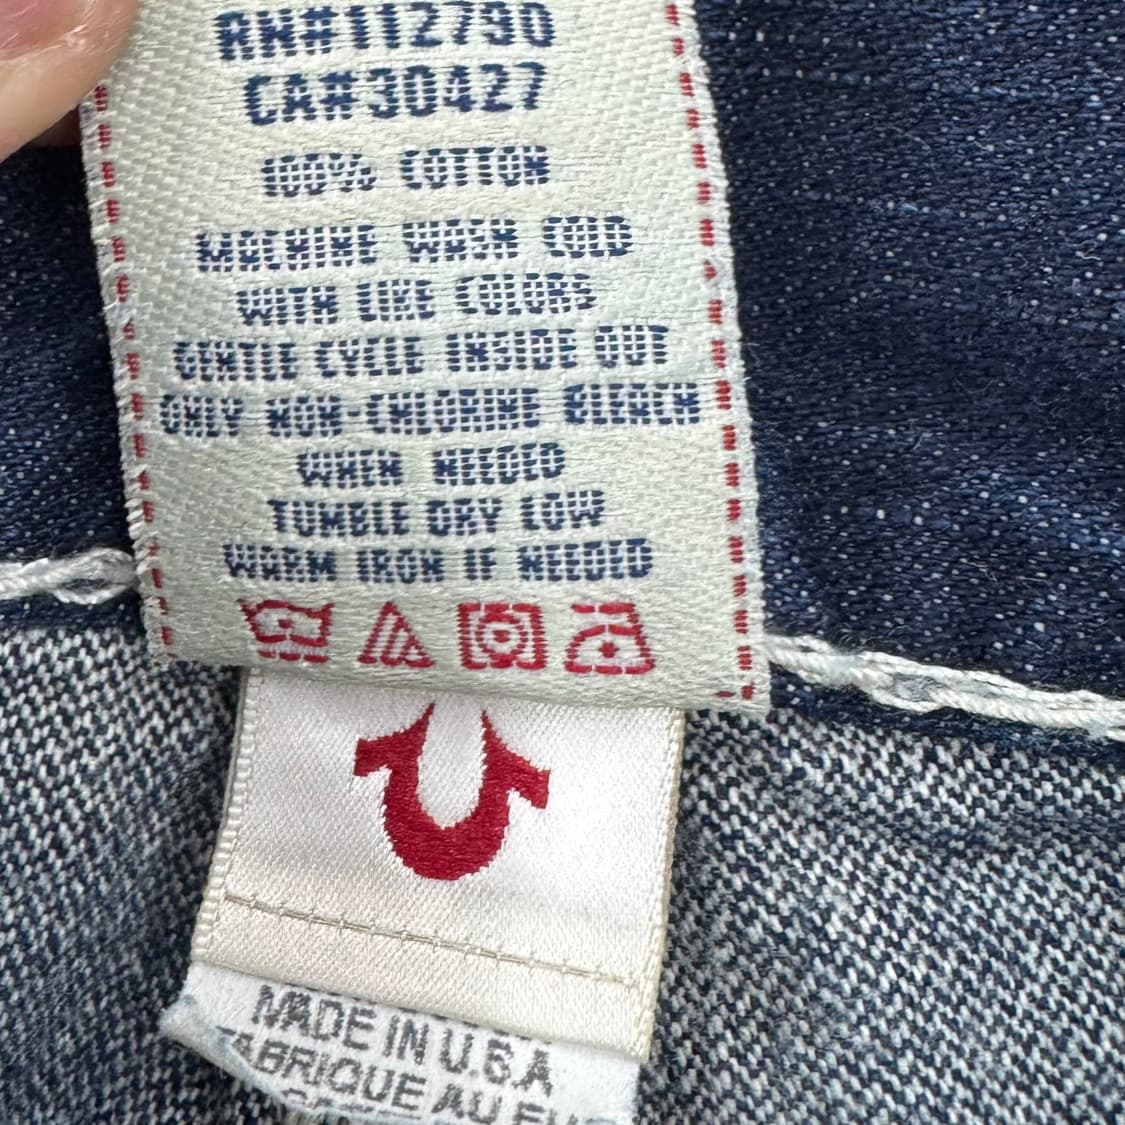 RN#112790
CA#30427
100% COTTON
MACHINE WASH COLD
WITH LIKE COLORS
GENTLE CYCLE INSIDE OUT
ONLY NON-CHLORINE BLEACH
WHEN NEEDED
TUMBLE DRY LOW
WARM IRON IF NEEDED
MADE IN U.S.A
FABRIQUE AU